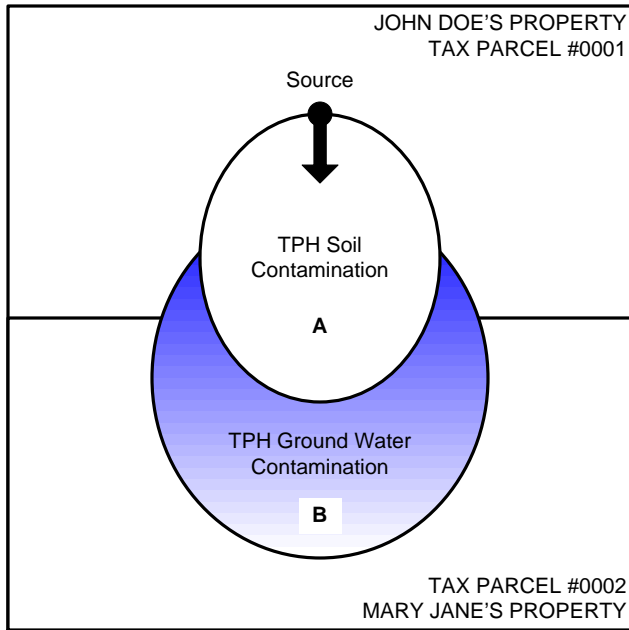 JOHN DOE'S PROPERTY
TAX PARCEL #0001
Source
TPH Soil
Contamination
A
TPH Ground Water
Contamination
B
TAX PARCEL #0002
MARY JANE'S PROPERTY